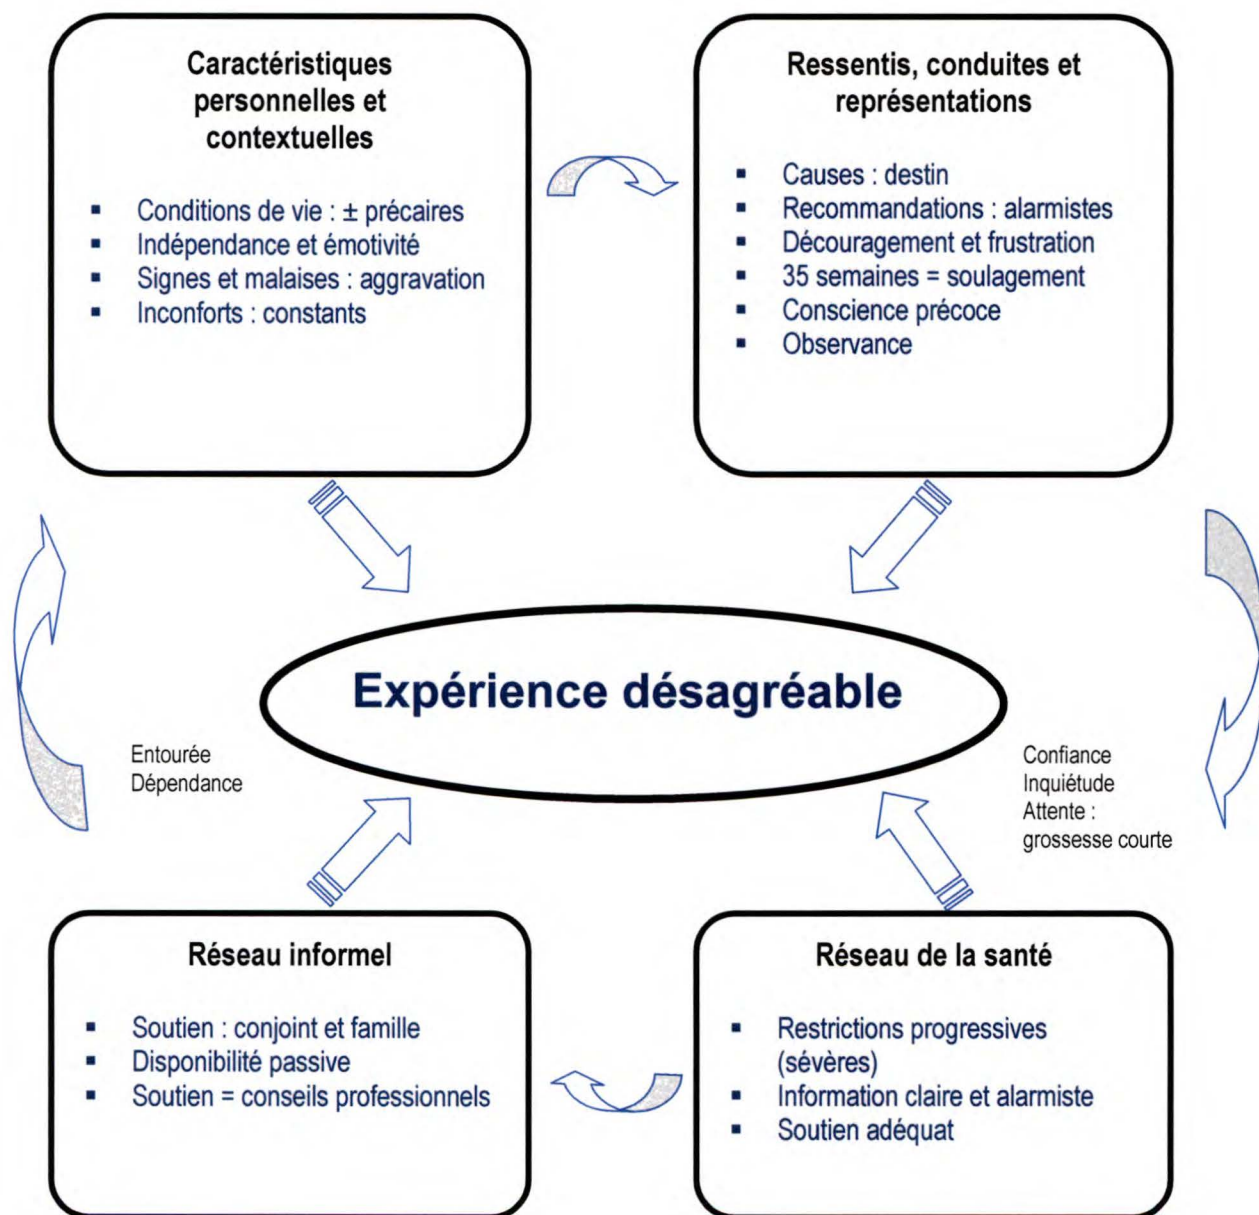 Caractéristiques
personnelles et
contextuelles
▪ Conditions de vie : ± précaires
▪ Indépendance et émotivité
▪ Signes et malaises : aggravation
▪ Inconforts : constants
Ressentis, conduites et
représentations
▪ Causes : destin
▪ Recommandations : alarmistes
▪ Découragement et frustration
▪ 35 semaines = soulagement
▪ Conscience précoce
▪ Observance
Expérience désagréable
Entourée
Dépendance
Confiance
Inquiétude
Attente :
grossesse courte
Réseau informel
▪ Soutien : conjoint et famille
▪ Disponibilité passive
▪ Soutien = conseils professionnels
Réseau de la santé
▪ Restrictions progressives
(sévères)
▪ Information claire et alarmiste
▪ Soutien adéquat